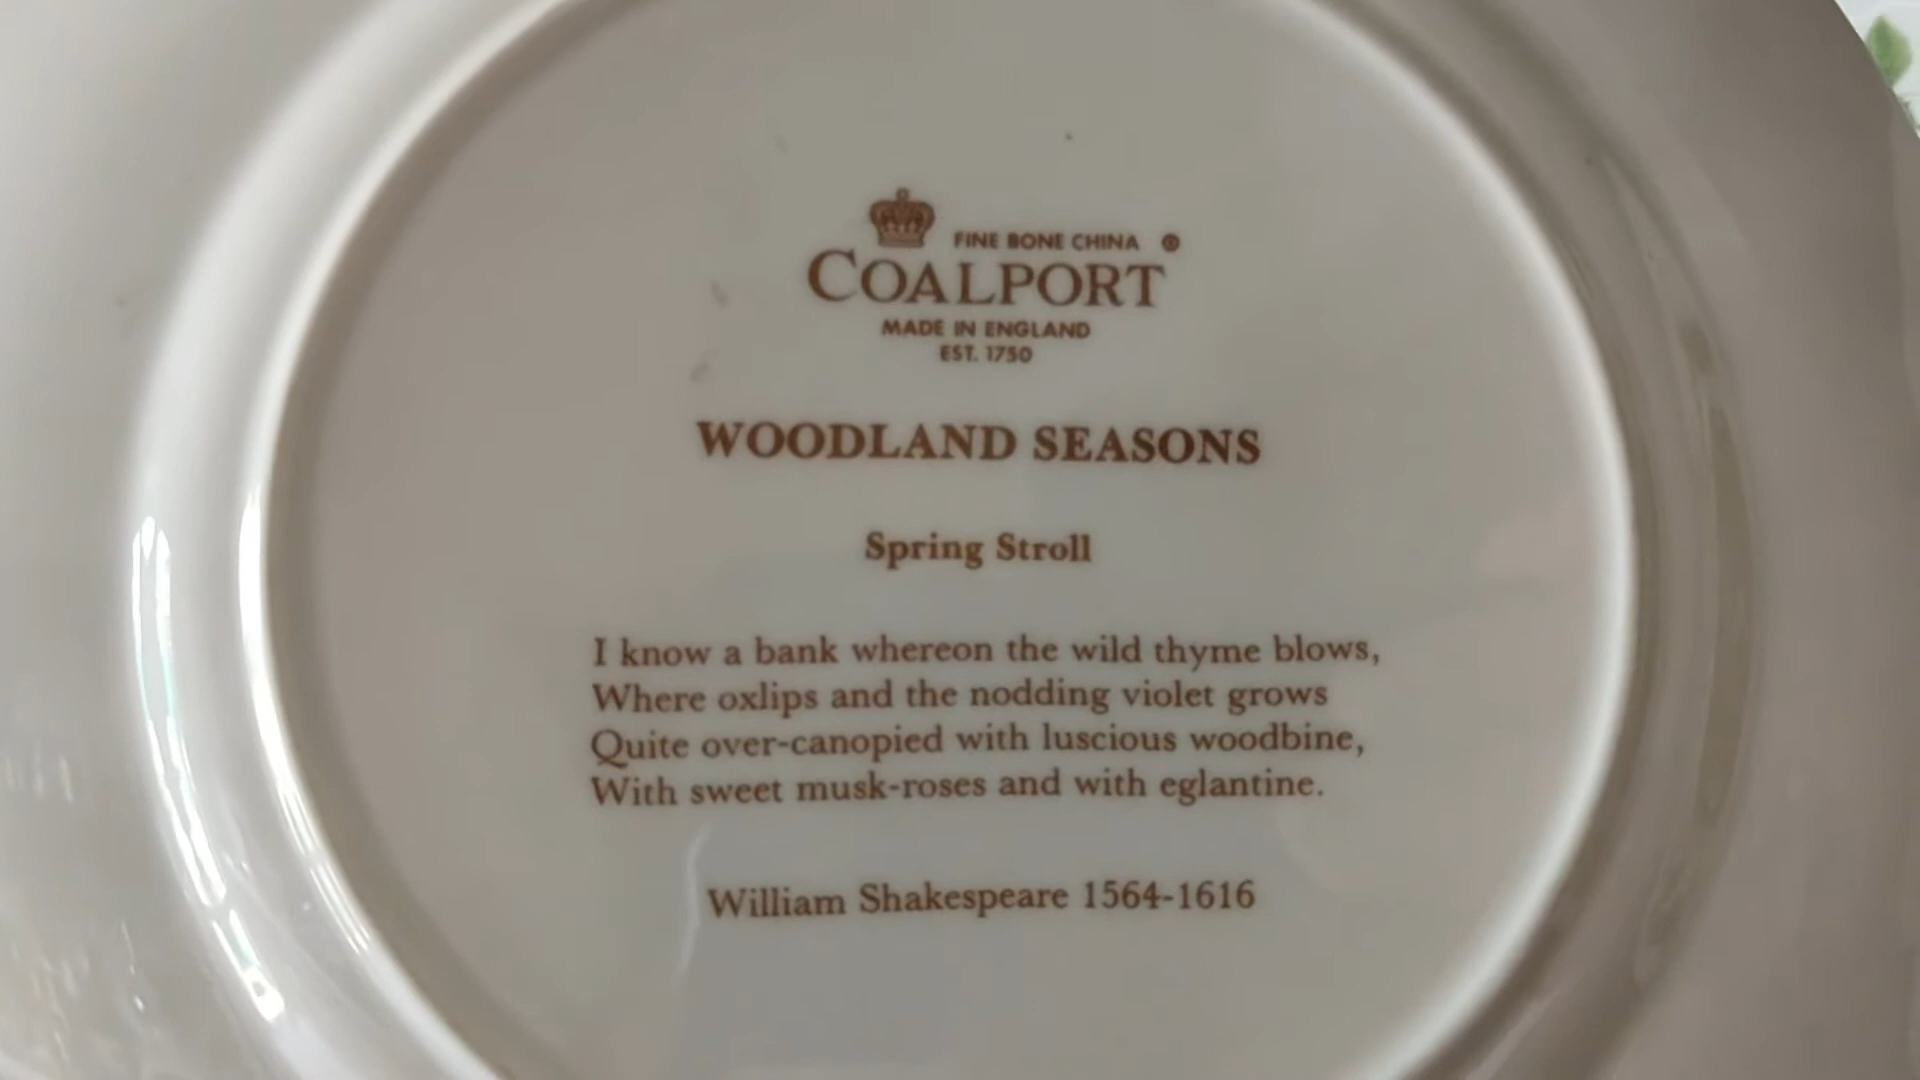 FINE BONE CHINA ®
COALPORT
MADE IN ENGLAND
EST. 1750
WOODLAND SEASONS
Spring Stroll
I know a bank whereon the wild thyme blows,
Where oxlips and the nodding violet grows
Quite over-canopied with luscious woodbine,
With sweet musk-roses and with eglantine.
William Shakespeare 1564-1616